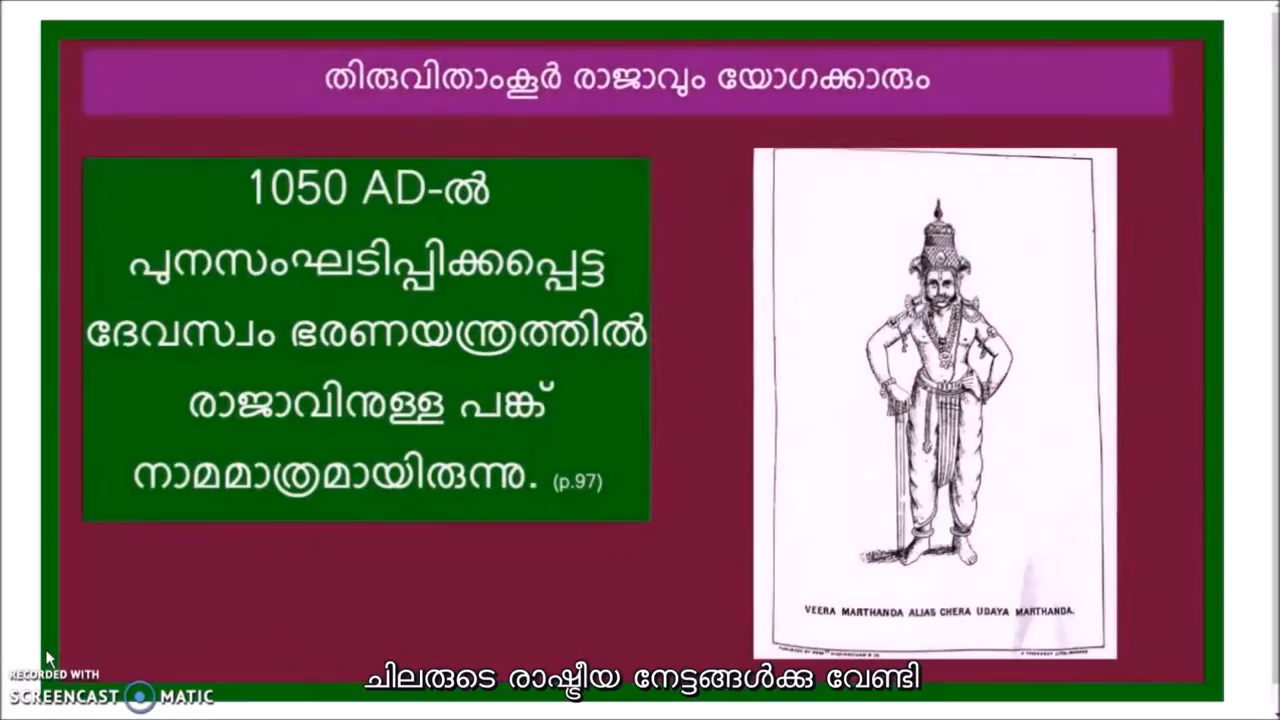 തിരുവിതാംകൂർ രാജാവും യോഗക്കാരും
1050 AD-ൽ
പുനസംഘടിപ്പിക്കപ്പെട്ട
ദേവസ്വം ഭരണയന്ത്രത്തിൽ
രാജാവിനുള്ള പങ്ക്
നാമമാത്രമായിരുന്നു. (p.97)
VEERA MARTHANDA ALIAS CHERA UDAYA MARTHANDA.
ചിലരുടെ രാഷ്ട്രീയ നേട്ടങ്ങൾക്കു വേണ്ടി
RECORDED WITH
SCREENCAST MATIC